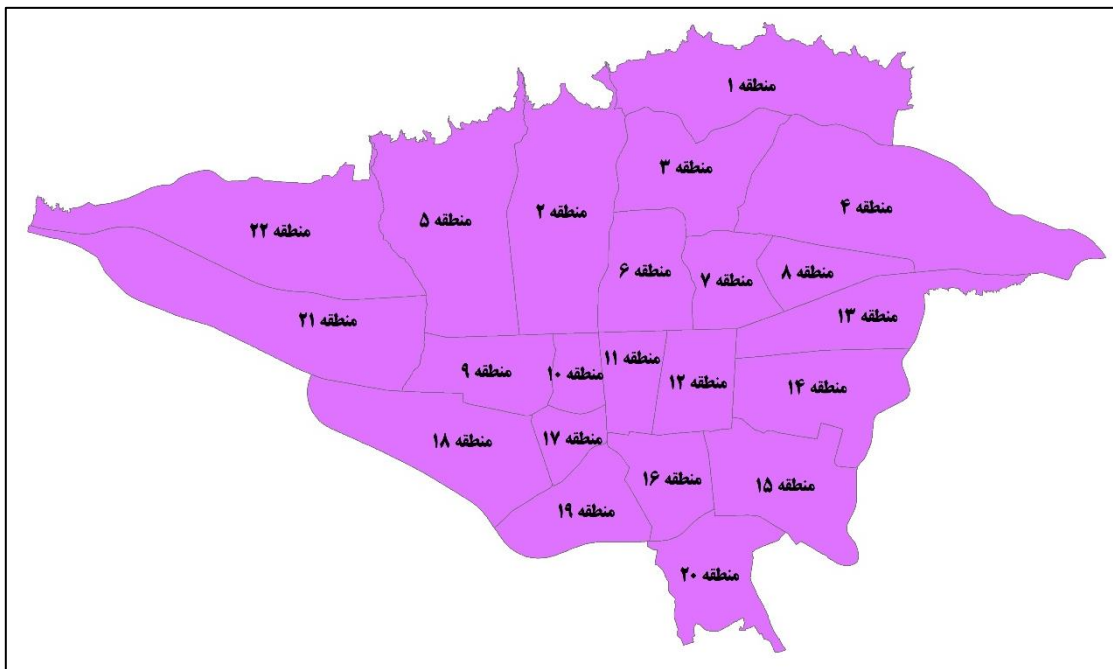 منطقه ۱
منطقه ۳
منطقه ۴
منطقه ۲
منطقه ۵
منطقه ۲۲
منطقه ۶
منطقه ۷
منطقه ۸
منطقه ۱۳
منطقه ۲۱
منطقه ۱۱
منطقه ۱۲
منطقه ۱۰
منطقه ۹
منطقه ۱۴
منطقه ۱۷
منطقه ۱۸
منطقه ۱۶
منطقه ۱۵
منطقه ۱۹
منطقه ۲۰